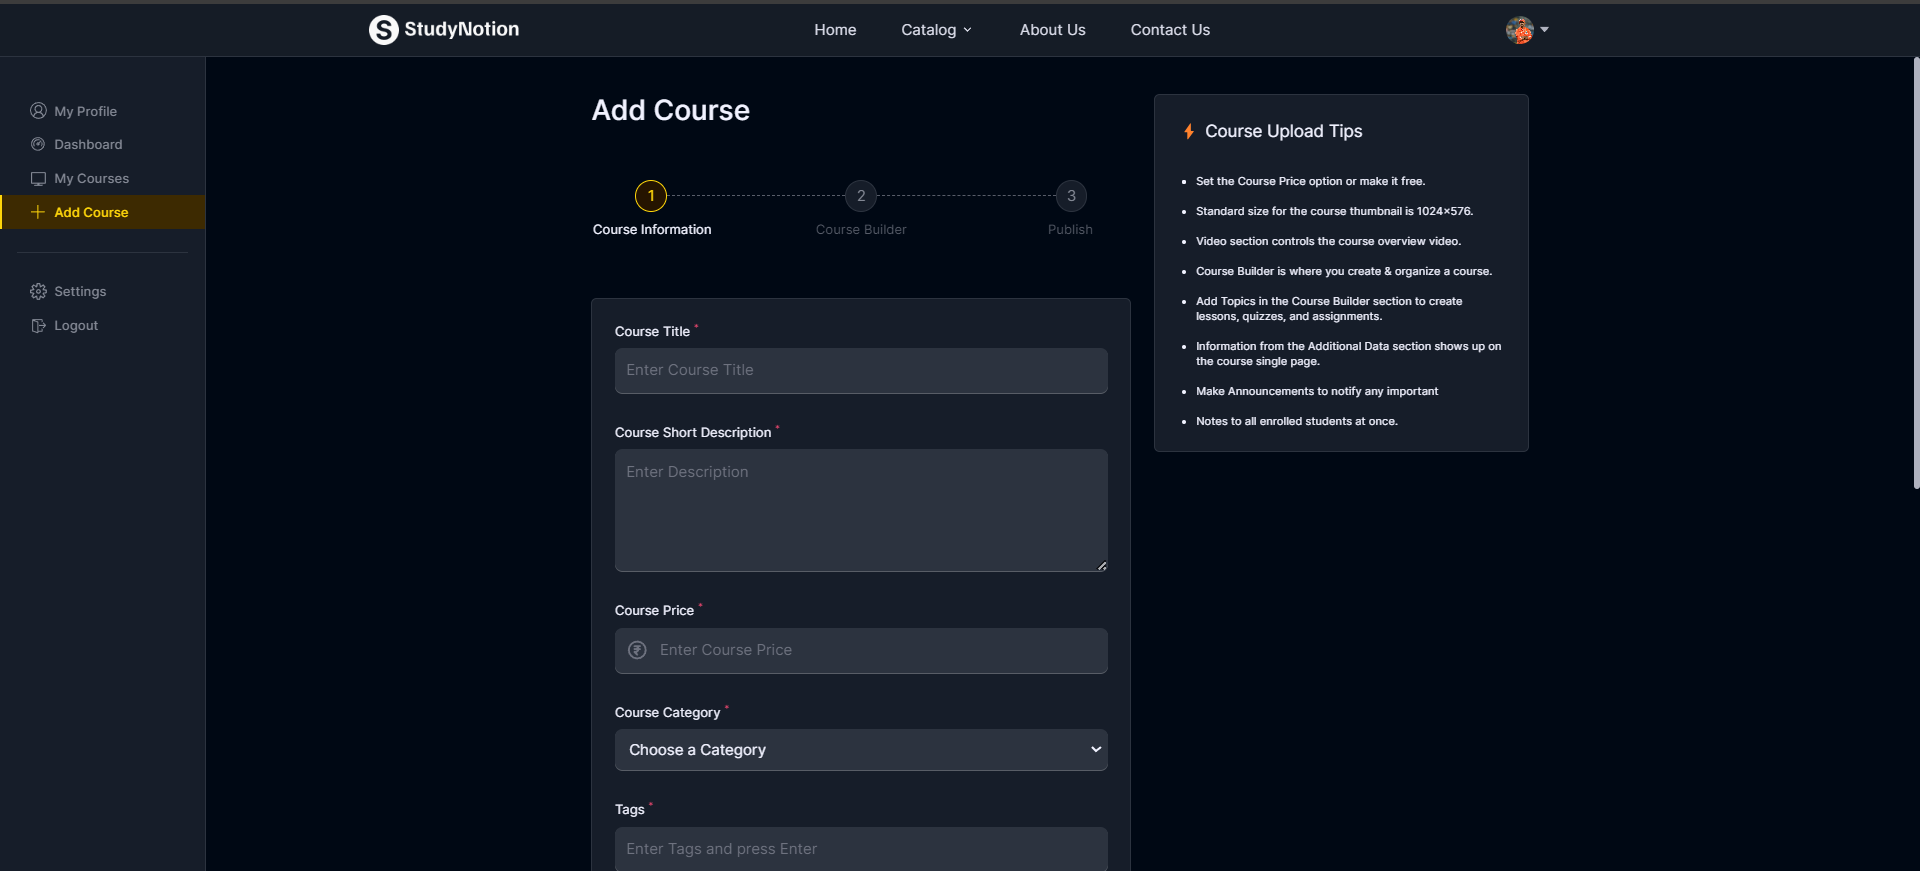 StudyNotion
Home
Catalog
About Us
Contact Us
My Profile
Dashboard
My Courses
Add Course
Settings
Logout
Add Course
1
2
3
Course Information
Course Builder
Publish
Course Title *
Enter Course Title
Course Short Description *
Enter Description
Course Price *
₹ Enter Course Price
Course Category *
Choose a Category
Tags *
Enter Tags and press Enter
Course Upload Tips
• Set the Course Price option or make it free.
• Standard size for the course thumbnail is 1024×576.
• Video section controls the course overview video.
• Course Builder is where you create & organize a course.
• Add Topics in the Course Builder section to create
lessons, quizzes, and assignments.
• Information from the Additional Data section shows up on
the course single page.
• Make Announcements to notify any important
• Notes to all enrolled students at once.